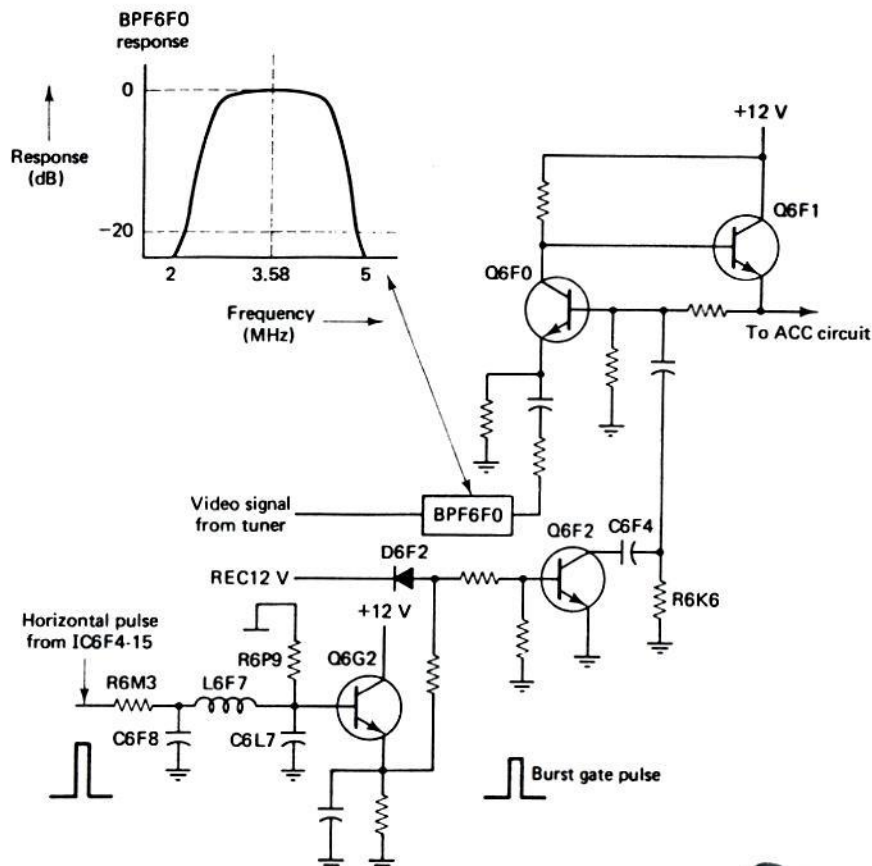 BPF6F0
response
0
Response
(dB)
-20
2
3.58
5
Frequency
(MHz)
+12 V
Q6F1
Q6F0
To ACC circuit
Video signal
from tuner
BPF6F0
Q6F2
C6F4
D6F2
REC12 V
R6K6
+12 V
Horizontal pulse
from IC6F4-15
R6P9
Q6G2
R6M3
L6F7
C6F8
C6L7
Burst gate pulse